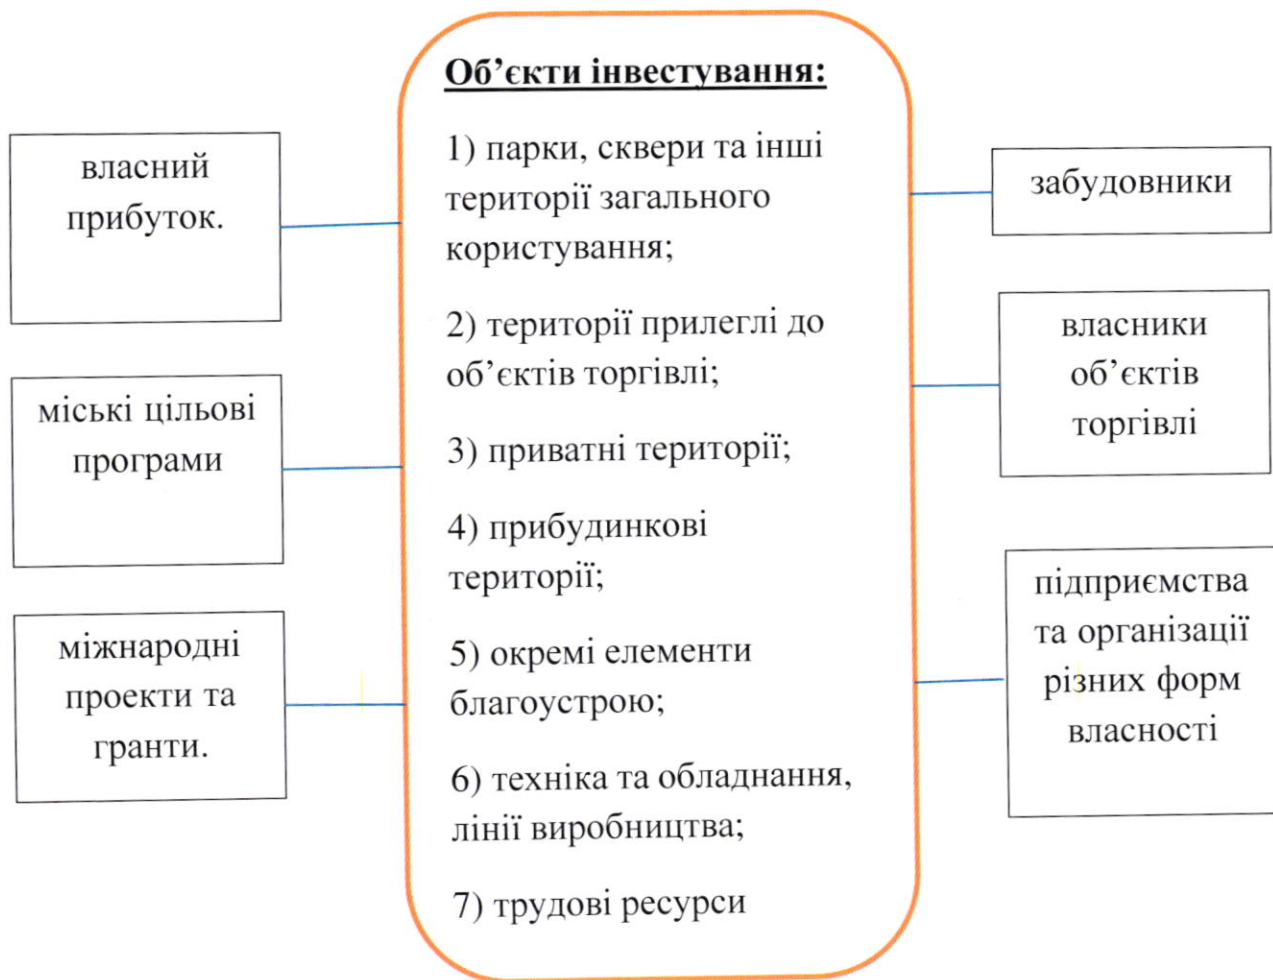 власний
прибуток.
міські цільові
програми
міжнародні
проекти та
гранти.
Об’єкти інвестування:
1) парки, сквери та інші
території загального
користування;
2) території прилеглі до
об’єктів торгівлі;
3) приватні території;
4) прибудинкові
території;
5) окремі елементи
благоустрою;
6) техніка та обладнання,
лінії виробництва;
7) трудові ресурси
забудовники
власники
об’єктів
торгівлі
підприємства
та організації
різних форм
власності